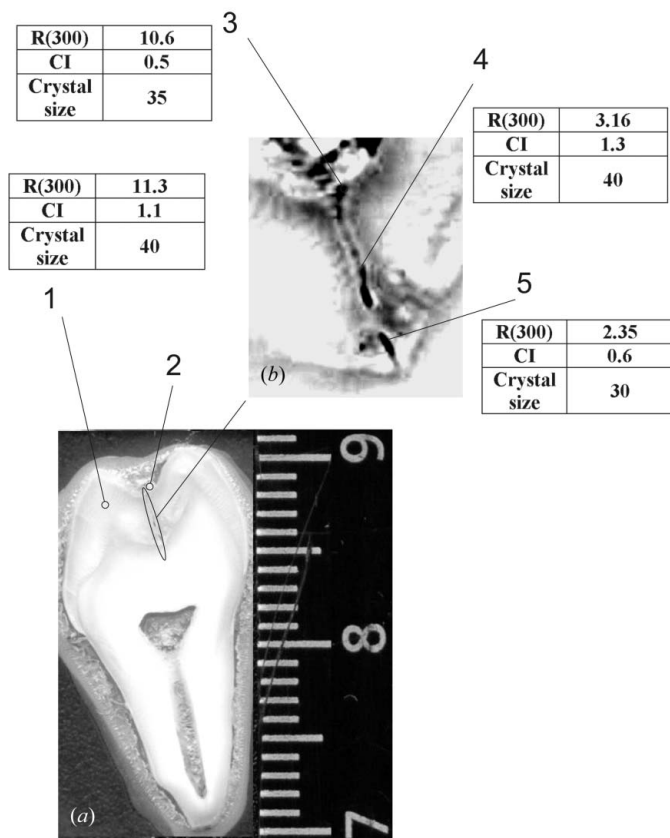 3
R(300) 10.6
CI 0.5
Crystal size 35
4
R(300) 3.16
CI 1.3
Crystal size 40
R(300) 11.3
CI 1.1
Crystal size 40
1
2
5
(b)
R(300) 2.35
CI 0.6
Crystal size 30
9
8
7
(a)